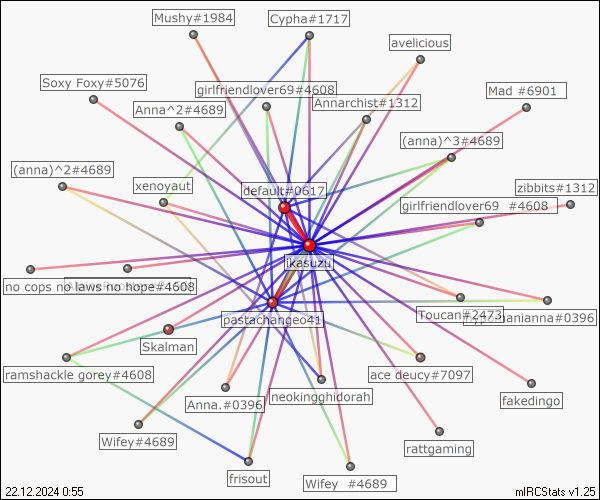 Mushy#1984
Cypha#1717
avelicious
Soxy Foxy#5076
girlfriendlover69#4608
Mad #6901
Anna^2#4689
Annarchist#1312
(anna)^3#4689
(anna)^2#4689
xenoyaut
default#0617
zibbits#1312
girlfriendlover69 #4608
ikasuzu
no cops no laws no hope#4608
pastachangeo41
Toucan#2473
#0396
Skalman
ramshackle gorey#4608
ace deucy#7097
Anna.#0396
neokingghidorah
fakedingo
Wifey#4689
rattgaming
frisout
Wifey #4689
22.12.2024 0:55
mIRCStats v1.25